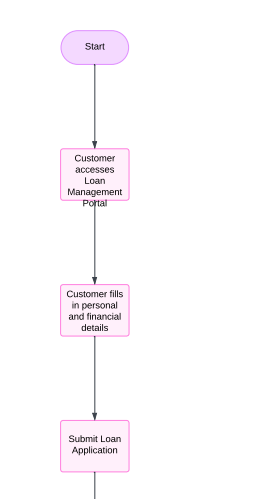 Start
Customer
accesses
Loan
Management
Portal
Customer fills
in personal
and financial
details
Submit Loan
Application